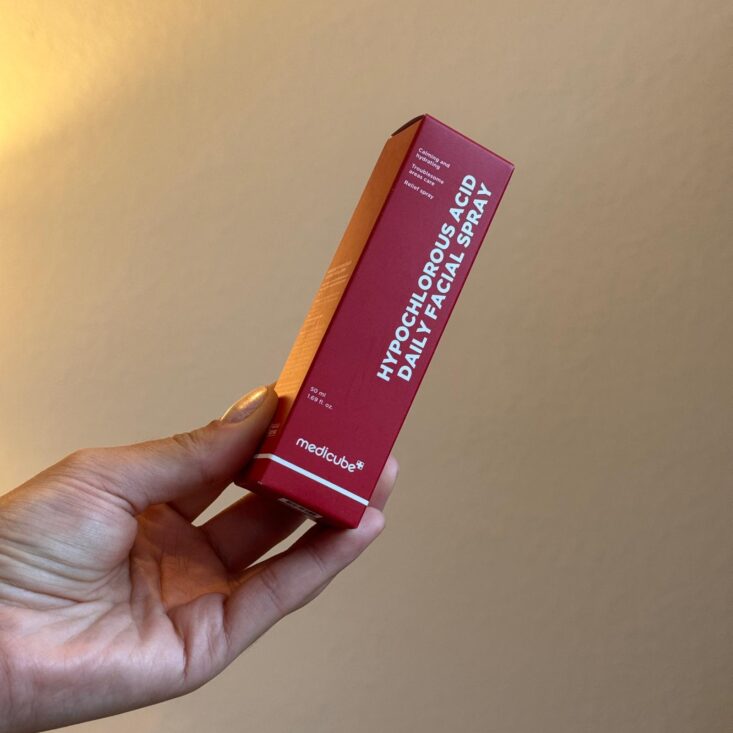 Calming and
hydrating
Troublesome
areas care
Relief spray
HYPOCHLOROUS ACID
DAILY FACIAL SPRAY
50 ml
1.69 fl. oz.
medicube